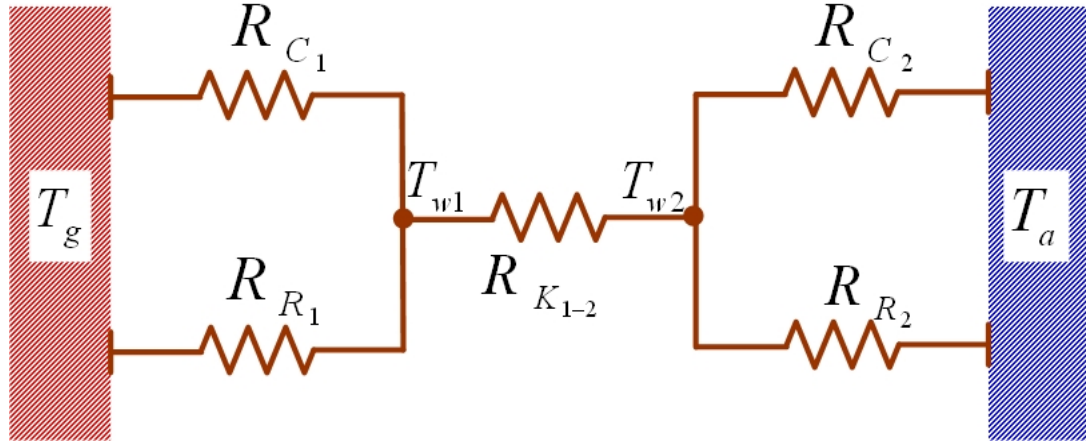 R C₁
R C₂
T g
T w1
T w2
T a
R R₁
R K₁₋₂
R R₂